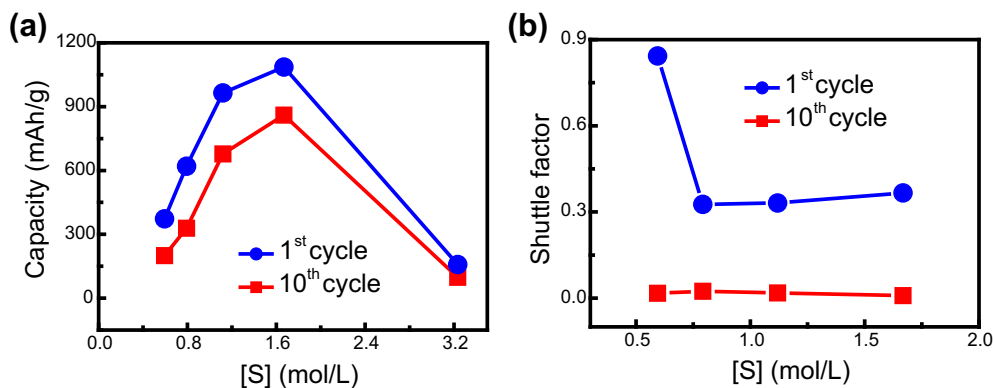 (a)
1200
900
600
300
0
Capacity (mAh/g)
1st cycle
10th cycle
0.0 0.8 1.6 2.4 3.2
[S] (mol/L)
(b)
0.9
0.6
0.3
0.0
Shuttle factor
1st cycle
10th cycle
0.5 1.0 1.5 2.0
[S] (mol/L)